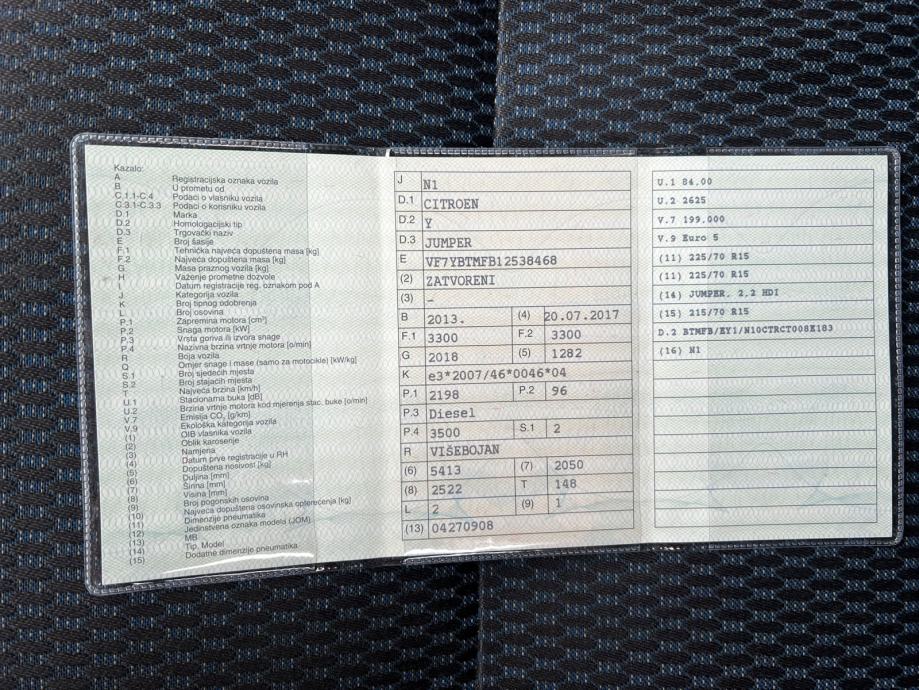 Kazalo:
A Registracijska oznaka vozila
B U prometu od
C.1.1-C.4 Podaci o vlasniku vozila
C.3.1-C.3.3 Podaci o korisniku vozila
D.1 Marka
D.2 Homologacijski tip
D.3 Trgovački naziv
E Broj šasije
F.1 Tehnička najveća dopuštena masa [kg]
F.2 Najveća dopuštena masa [kg]
G Masa praznog vozila [kg]
H Važenje prometne dozvole
I Datum registracije reg. oznakom pod A
J Kategorija vozila
K Broj tipnog odobrenja
L Broj osovina
P.1 Zapremina motora [cm³]
P.2 Snaga motora [kW]
P.3 Vrsta goriva ili izvora snage
P.4 Nazivna brzina vrtnje motora [o/min]
R Boja vozila
Q Omjer snage i mase (samo za motocikle) [kW/kg]
S.1 Broj sjedećih mjesta
S.2 Broj stajaćih mjesta
T Najveća brzina [km/h]
U.1 Stacionarna buka [dB]
U.2 Brzina vrtnje motora kod mjerenja stac. buke [o/min]
V.7 Emisija CO₂ [g/km]
V.9 Ekološka kategorija vozila
(1) OIB vlasnika vozila
(2) Oblik karoserije
(3) Namjena
(4) Datum prve registracije u RH
(5) Dopuštena nosivost [kg]
(6) Duljina [mm]
(7) Širina [mm]
(8) Visina [mm]
(9) Broj pogonskih osovina
(10) Najveća dopuštena osovinska opterećenja [kg]
(11) Dimenzije pneumatika
(12) Jedinstvena oznaka modela (JOM)
(13) MB
(14) Tip, Model
(15) Dodatne dimenzije pneumatika
J N1
D.1 CITROEN
D.2 Y
D.3 JUMPER
E VF7YBTMFB12538468
(2) ZATVORENI
(3) –
B 2013. (4) 20.07.2017
F.1 3300 F.2 3300
G 2018 (5) 1282
K e3*2007/46*0046*04
P.1 2198 P.2 96
P.3 Diesel
P.4 3500 S.1 2
R VIŠEBOJAN
(6) 5413 (7) 2050
(8) 2522 T 148
L 2 (9) 1
(13) 04270908
U.1 84.00
U.2 2625
V.7 199.000
V.9 Euro 5
(11) 225/70 R15
(11) 225/70 R15
(14) JUMPER. 2,2 HDI
(15) 215/70 R15
D.2 BTMFB/EY1/N10CTRCT008E183
(16) N1